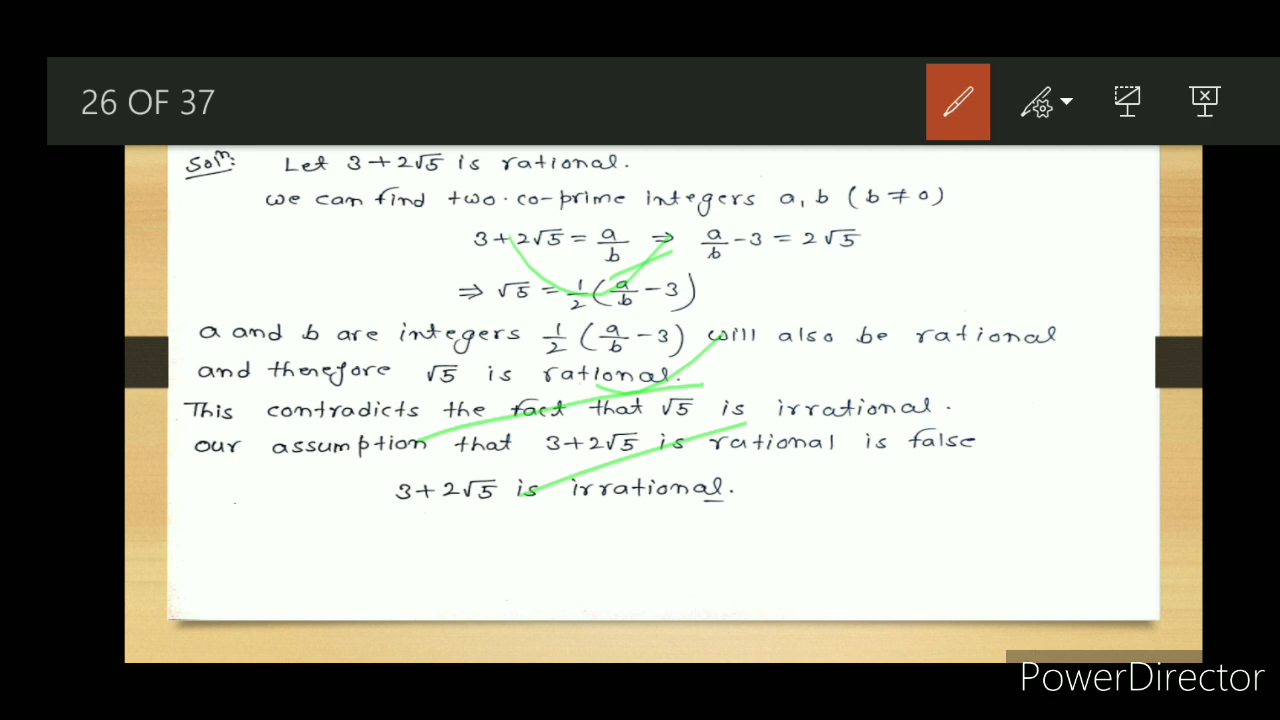 26 OF 37
Soln: Let 3+2√5 is rational.
we can find two co-prime integers a, b (b ≠ 0)
3+2√5 = a/b ⇒ a/b - 3 = 2√5
⇒ √5 = 1/2 (a/b - 3)
a and b are integers 1/2 (a/b - 3) will also be rational
and therefore √5 is rational.
This contradicts the fact that √5 is irrational.
our assumption that 3+2√5 is rational is false
3+2√5 is irrational.
PowerDirector